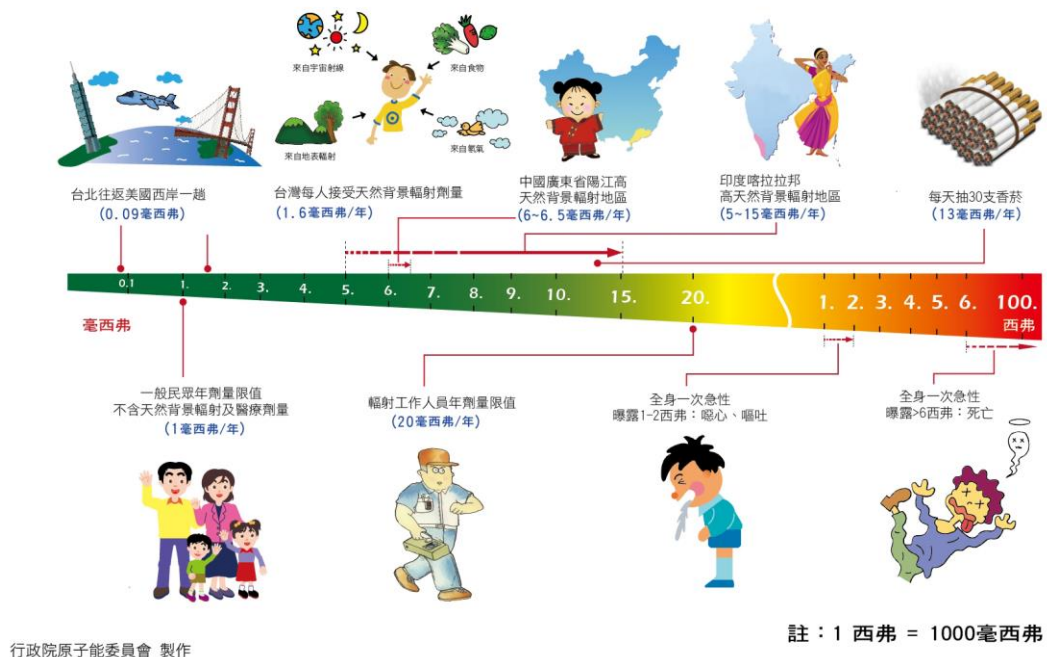 來自宇宙射線
來自食物
來自地表輻射
來自氡氣
台北往返美國西岸一趟
(0.09毫西弗)
台灣每人接受天然背景輻射劑量
(1.6毫西弗/年)
中國廣東省陽江高
天然背景輻射地區
(6~6.5毫西弗/年)
印度喀拉拉邦
高天然背景輻射地區
(5~15毫西弗/年)
每天抽30支香菸
(13毫西弗/年)
0.1 1. 2. 3. 4. 5. 6. 7. 8. 9. 10. 15. 20. 1. 2. 3. 4. 5. 6. 100.
毫西弗
西弗
一般民眾年劑量限值
不含天然背景輻射及醫療劑量
(1毫西弗/年)
輻射工作人員年劑量限值
(20毫西弗/年)
全身一次急性
曝露1-2西弗：噁心、嘔吐
全身一次急性
曝露>6西弗：死亡
註：1 西弗 = 1000毫西弗
行政院原子能委員會 製作